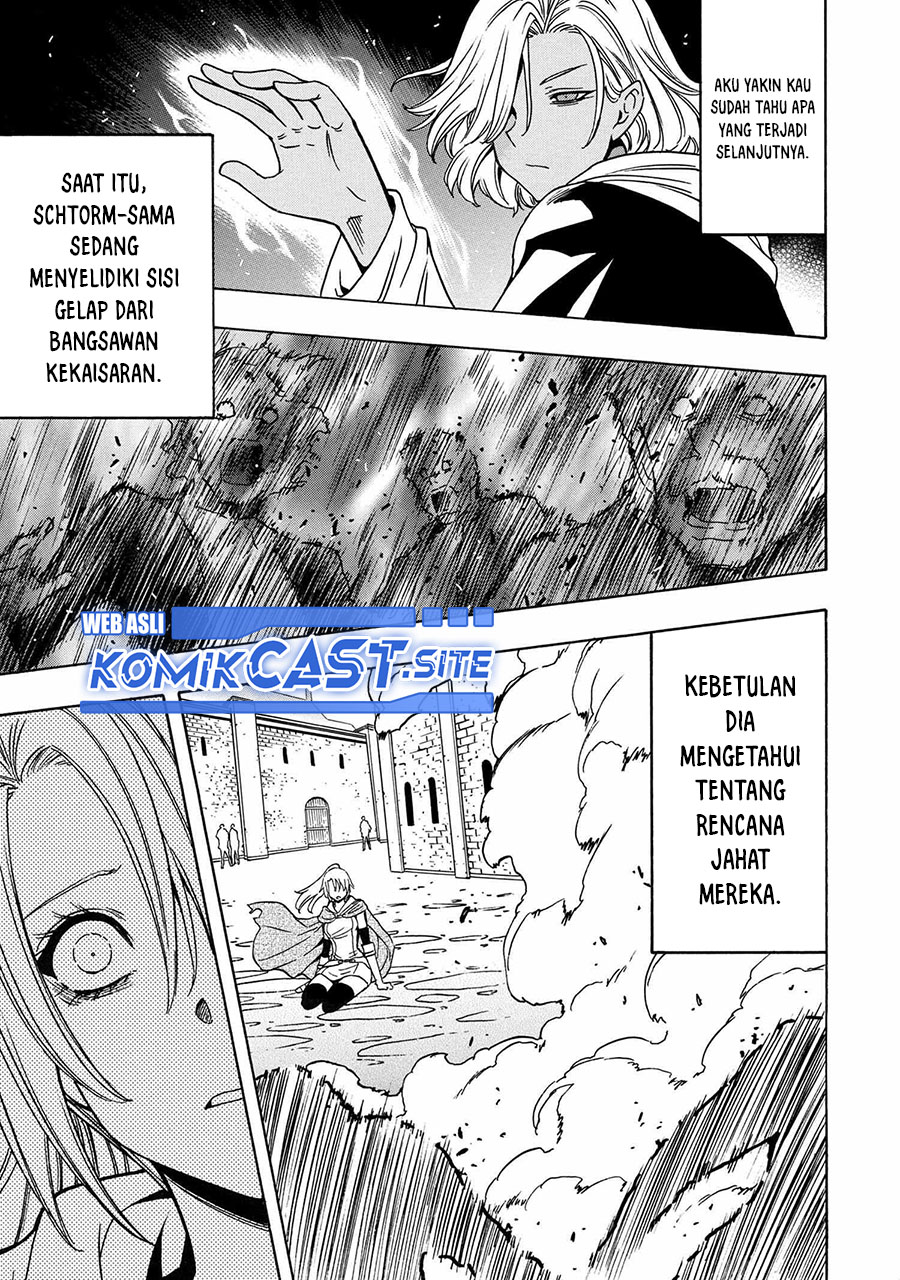 AKU YAKIN KAU
SUDAH TAHU APA
YANG TERJADI
SELANJUTNYA.
SAAT ITU,
SCHTORM-SAMA
SEDANG
MENYELIDIKI SISI
GELAP DARI
BANGSAWAN
KEKAISARAN.
WEB ASLI
KOMIKCAST.SITE
KEBETULAN
DIA
MENGETAHUI
TENTANG
RENCANA
JAHAT
MEREKA.